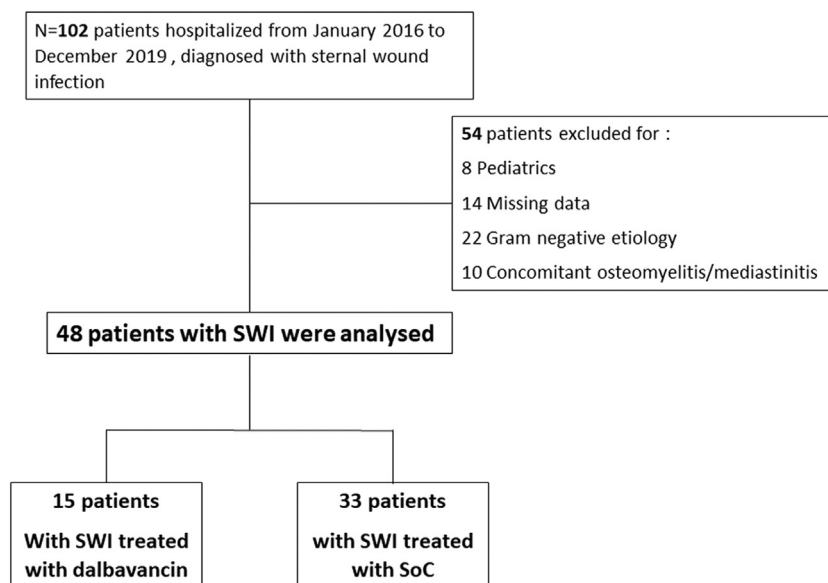 N=102 patients hospitalized from January 2016 to
December 2019 , diagnosed with sternal wound
infection
54 patients excluded for :
8 Pediatrics
14 Missing data
22 Gram negative etiology
10 Concomitant osteomyelitis/mediastinitis
48 patients with SWI were analysed
15 patients
With SWI treated
with dalbavancin
33 patients
with SWI treated
with SoC